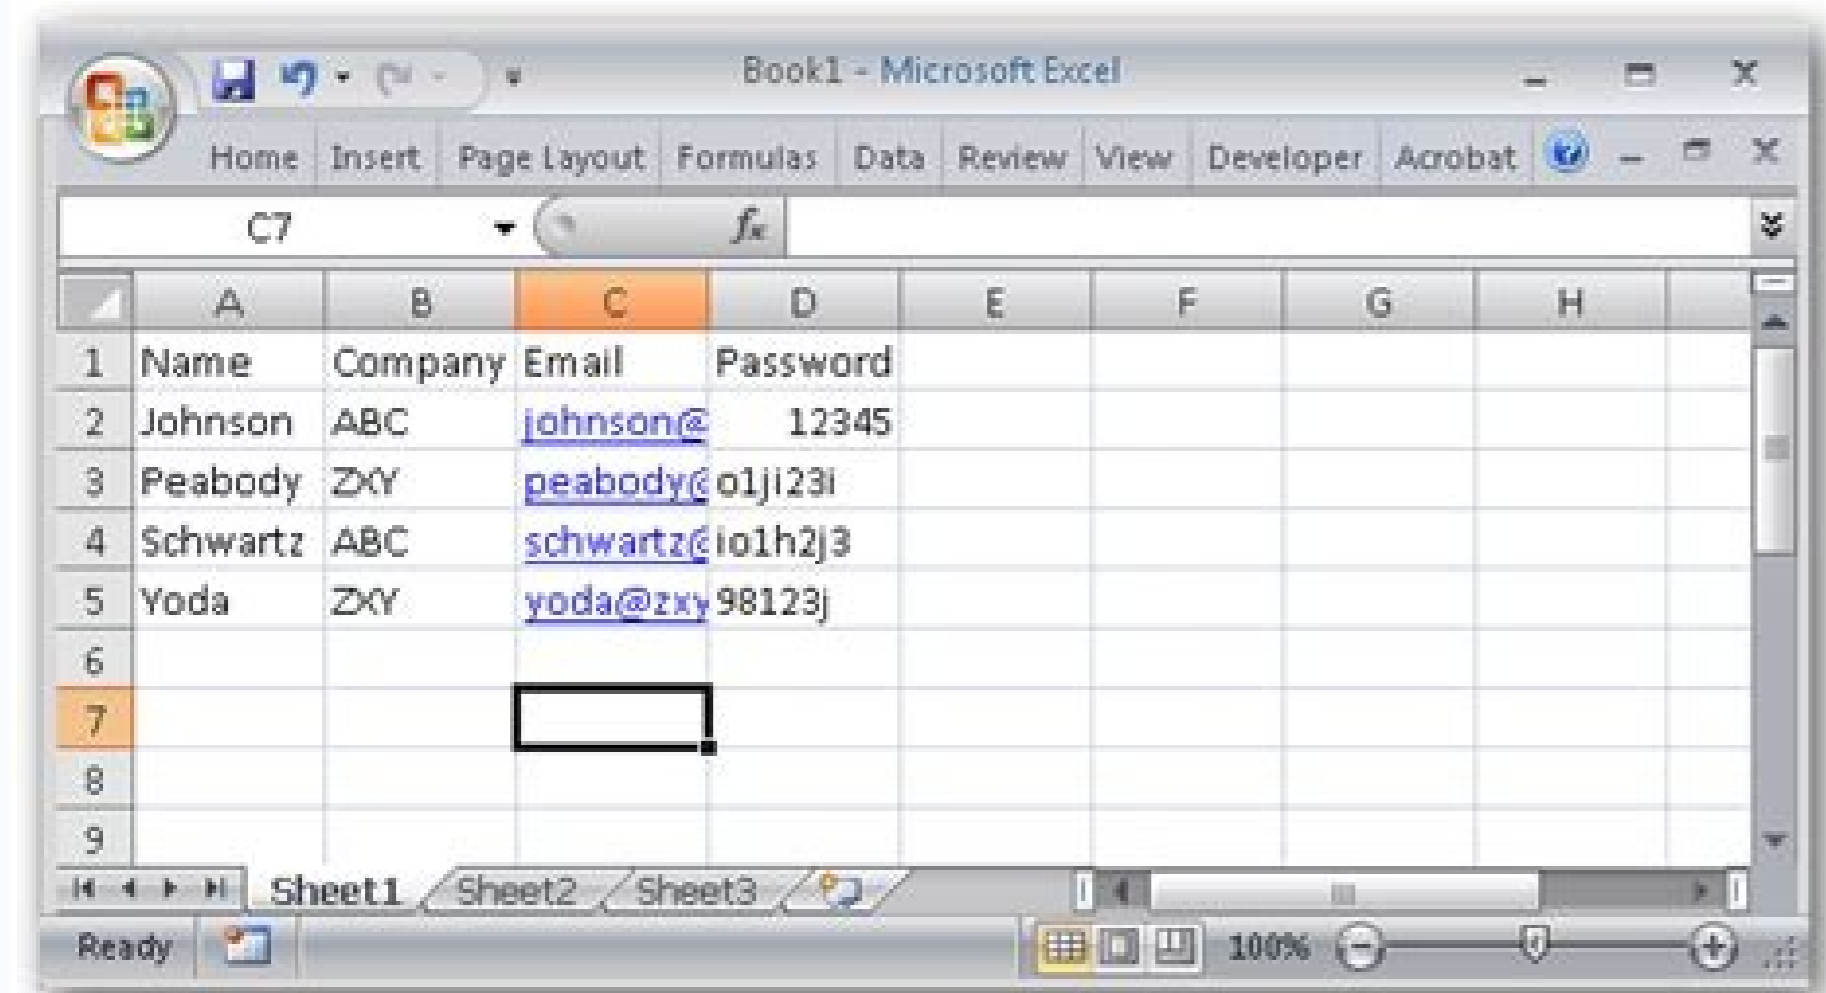 Book1 - Microsoft Excel
Home Insert Page Layout Formulas Data Review View Developer Acrobat
C7 fx
A B C D E F G H
1 Name Company Email Password
2 Johnson ABC johnson@ 12345
3 Peabody ZXY peabody@ o1ji23i
4 Schwartz ABC schwartz@ io1h2j3
5 Yoda ZXY yoda@zxy 98123j
6
7
8
9
Sheet1 Sheet2 Sheet3
Ready 100%